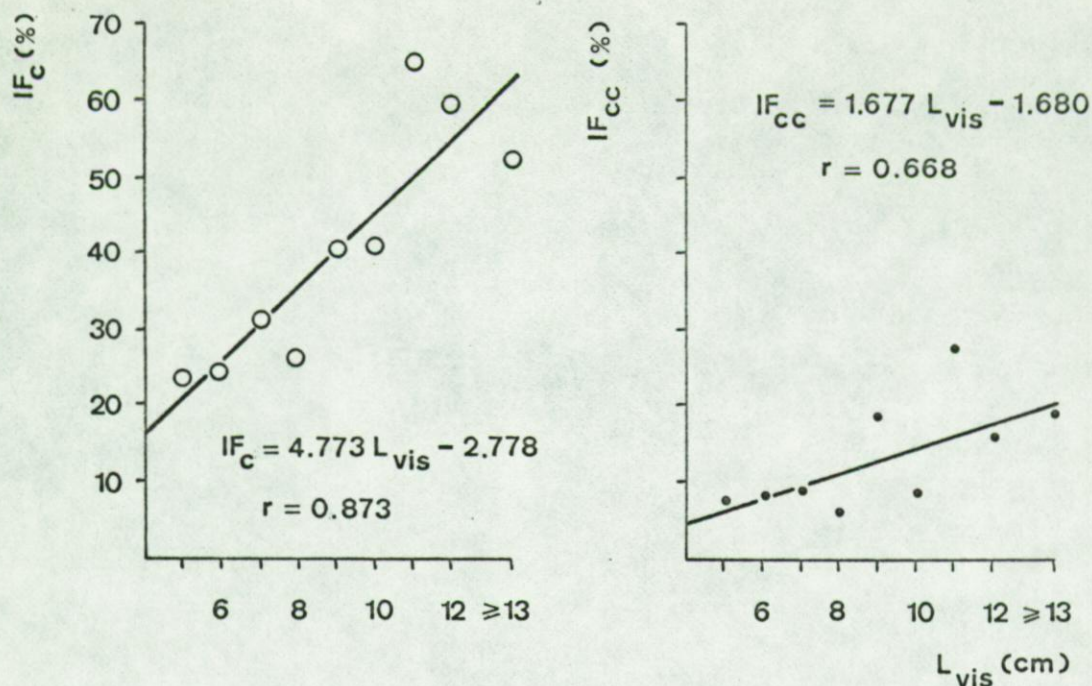 IFc (%)
70
60
50
40
30
20
10
IFc = 4.773 Lvis − 2.778
r = 0.873
6 8 10 12 ⩾13
IFcc (%)
IFcc = 1.677 Lvis − 1.680
r = 0.668
6 8 10 12 ⩾13
Lvis (cm)